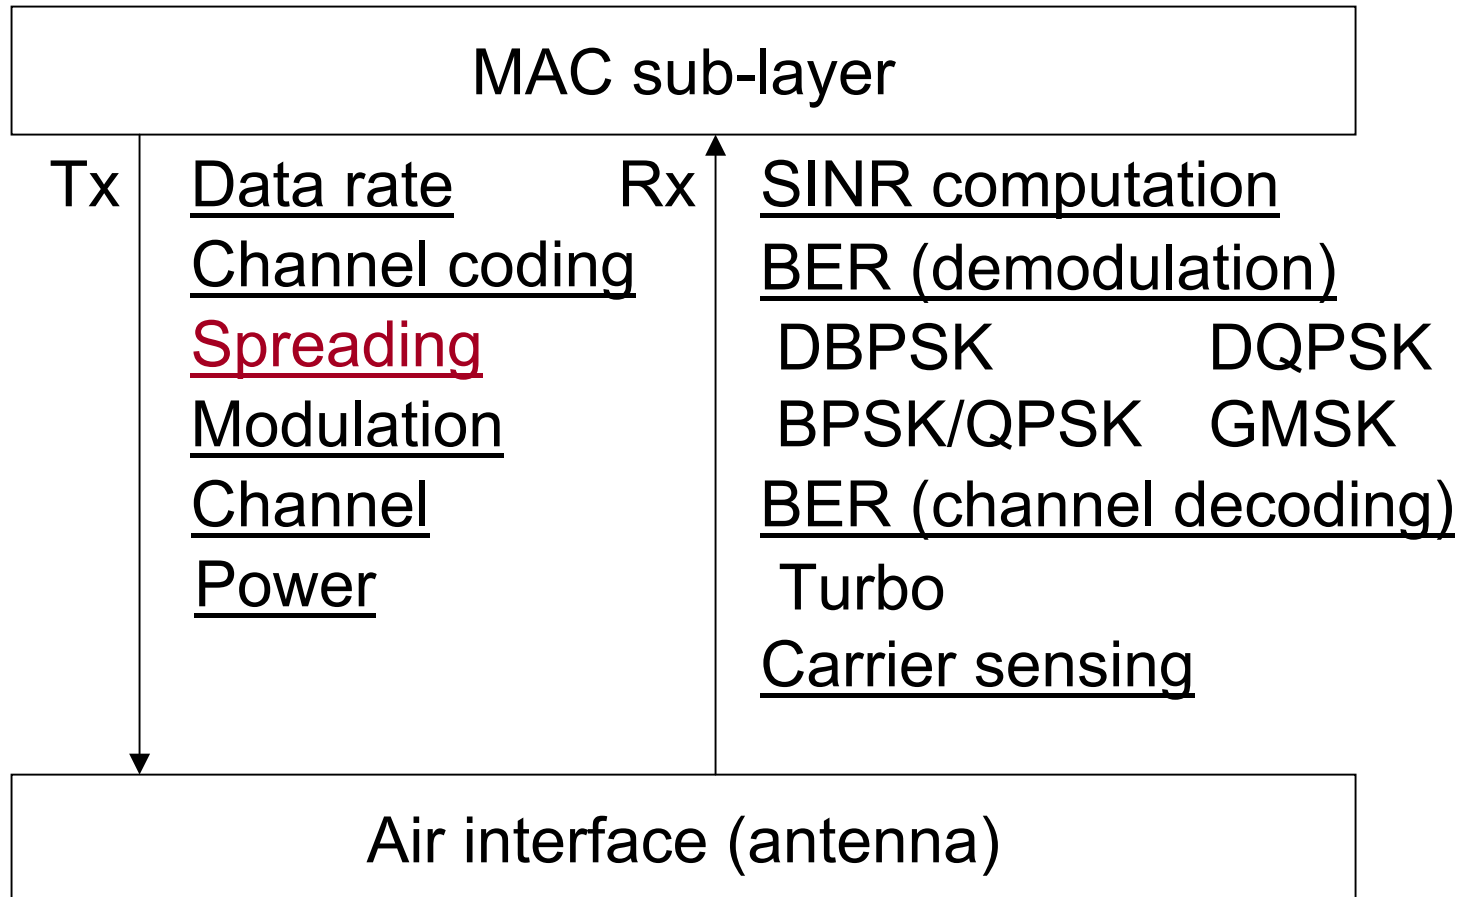 MAC sub-layer
Tx
Data rate
Channel coding
Spreading
Modulation
Channel
Power
Rx
SINR computation
BER (demodulation)
DBPSK DQPSK
BPSK/QPSK GMSK
BER (channel decoding)
Turbo
Carrier sensing
Air interface (antenna)